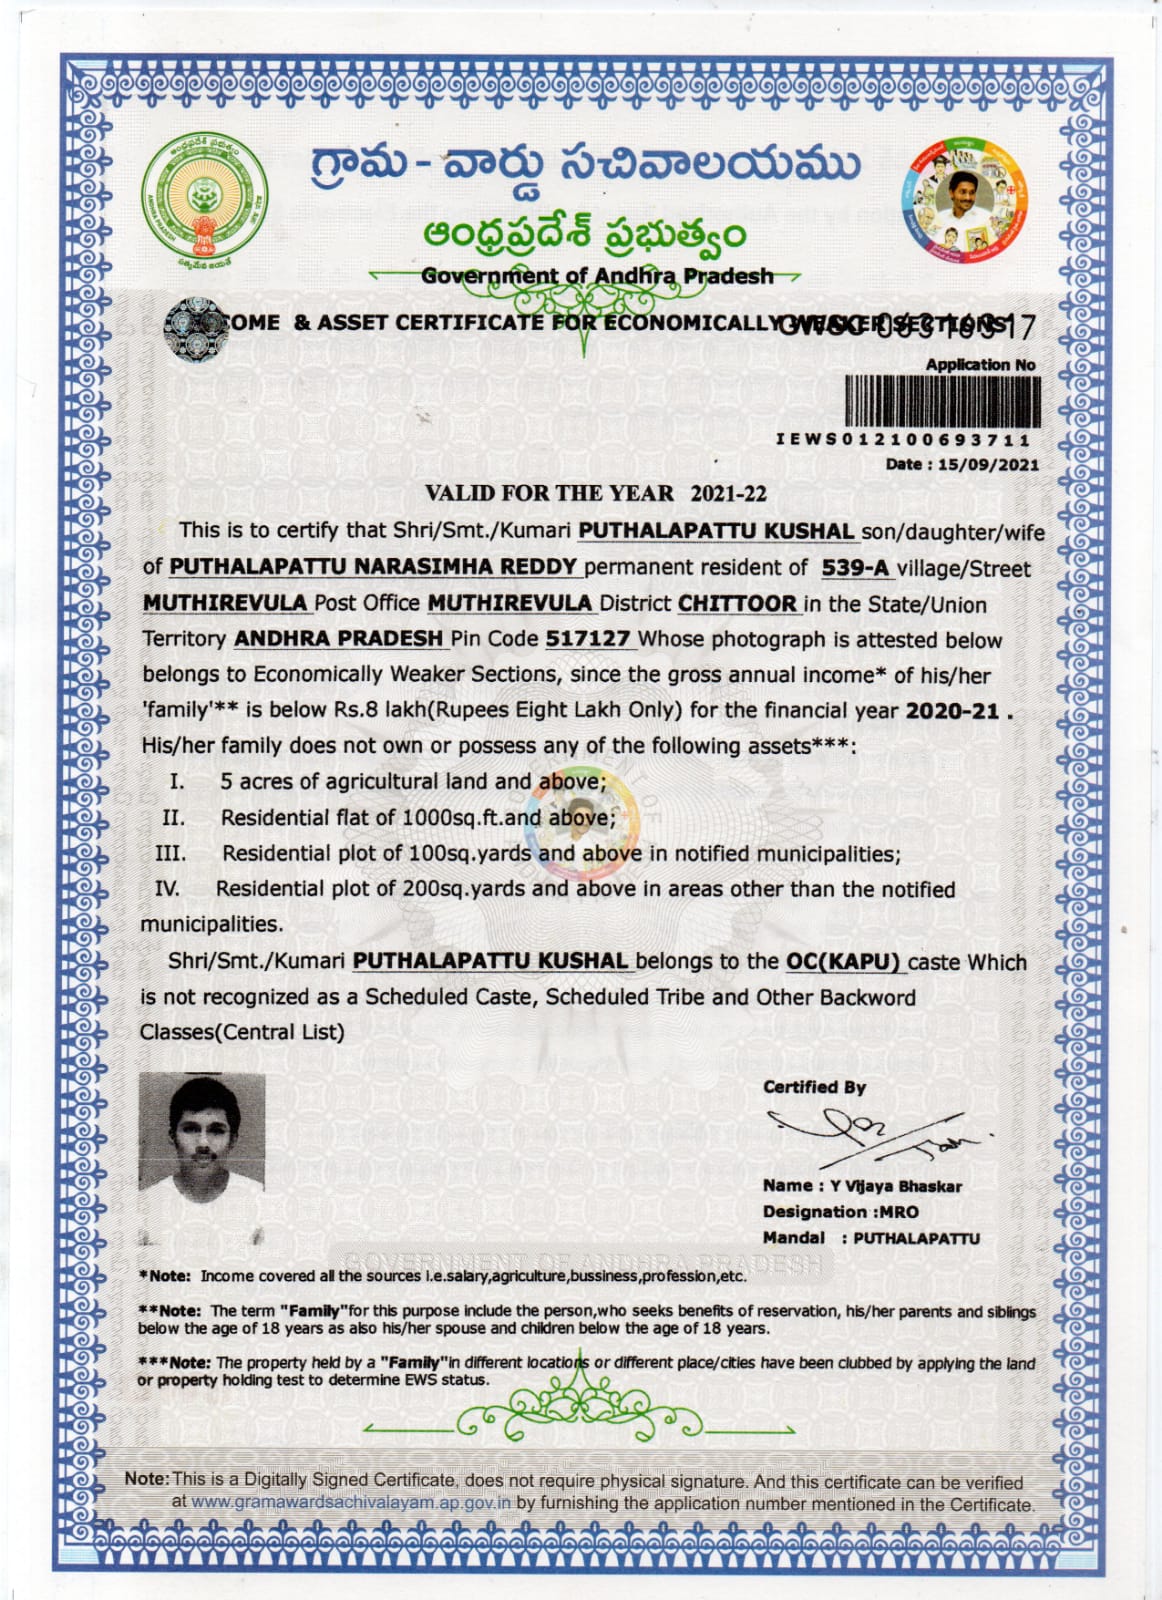 గ్రామ - వార్డు సచివాలయము
ఆంధ్రప్రదేశ్ ప్రభుత్వం
Government of Andhra Pradesh
OME & ASSET CERTIFICATE FOR ECONOMICALLY WEAKER SECTIONS
GWSC 06316317
Application No
IEWS012100693711
Date : 15/09/2021
VALID FOR THE YEAR 2021-22
This is to certify that Shri/Smt./Kumari PUTHALAPATTU KUSHAL son/daughter/wife
of PUTHALAPATTU NARASIMHA REDDY permanent resident of 539-A village/Street
MUTHIREVULA Post Office MUTHIREVULA District CHITTOOR in the State/Union
Territory ANDHRA PRADESH Pin Code 517127 Whose photograph is attested below
belongs to Economically Weaker Sections, since the gross annual income* of his/her
'family'** is below Rs.8 lakh(Rupees Eight Lakh Only) for the financial year 2020-21 .
His/her family does not own or possess any of the following assets***:
I. 5 acres of agricultural land and above;
II. Residential flat of 1000sq.ft.and above;
III. Residential plot of 100sq.yards and above in notified municipalities;
IV. Residential plot of 200sq.yards and above in areas other than the notified
municipalities.
Shri/Smt./Kumari PUTHALAPATTU KUSHAL belongs to the OC(KAPU) caste Which
is not recognized as a Scheduled Caste, Scheduled Tribe and Other Backword
Classes(Central List)
Certified By
Name : Y Vijaya Bhaskar
Designation :MRO
Mandal : PUTHALAPATTU
GOVERNMENT OF ANDHRA PRADESH
*Note: Income covered all the sources i.e.salary,agriculture,bussiness,profession,etc.
**Note: The term "Family"for this purpose include the person,who seeks benefits of reservation, his/her parents and siblings
below the age of 18 years as also his/her spouse and children below the age of 18 years.
***Note: The property held by a "Family"in different locations or different place/cities have been clubbed by applying the land
or property holding test to determine EWS status.
Note: This is a Digitally Signed Certificate, does not require physical signature. And this certificate can be verified
at www.gramawardsachivalayam.ap.gov.in by furnishing the application number mentioned in the Certificate.